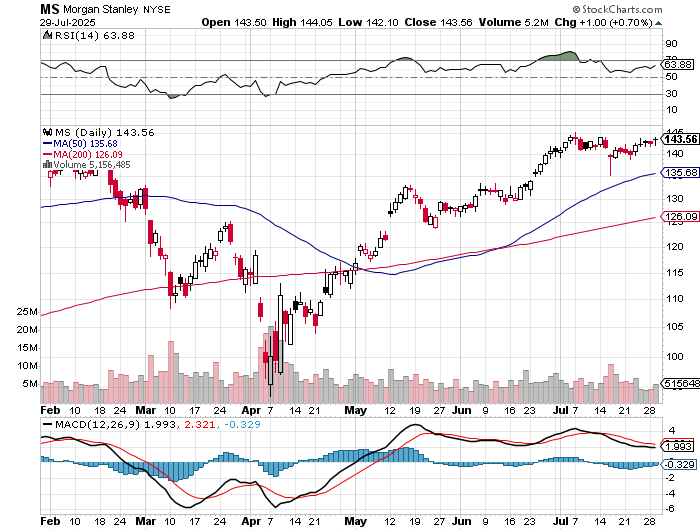 MS Morgan Stanley NYSE © StockCharts.com
29-Jul-2025 Open 143.50 High 144.05 Low 142.10 Close 143.56 Volume 5.2M Chg +1.00 (+0.70%)
RSI(14) 63.88
90
70
63.88
50
30
10
MS (Daily) 143.56
MA(50) 135.68
MA(200) 126.09
Volume 5,156,485
145
143.56
140
135.68
130
126.09
125
120
115
110
105
100
515648
25M
20M
15M
10M
5M
Feb 10 18 24 Mar 10 17 24 Apr 7 14 21 May 12 19 27 Jun 9 16 23 Jul 7 14 21 28
MACD(12,26,9) 1.993, 2.321, -0.329
4
1.993
-0.329
-2
-4
-6
Feb 10 18 24 Mar 10 17 24 Apr 7 14 21 May 12 19 27 Jun 9 16 23 Jul 7 14 21 28